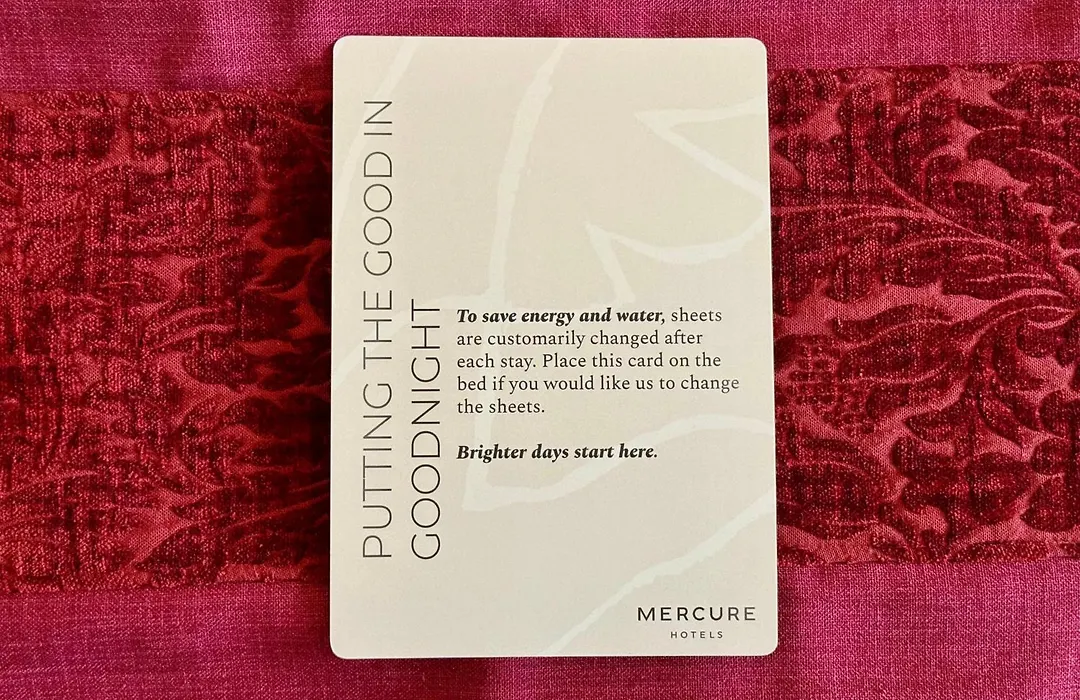 PUTTING THE GOOD IN
GOODNIGHT
To save energy and water, sheets
are customarily changed after
each stay. Place this card on the
bed if you would like us to change
the sheets.
Brighter days start here.
MERCURE
HOTELS